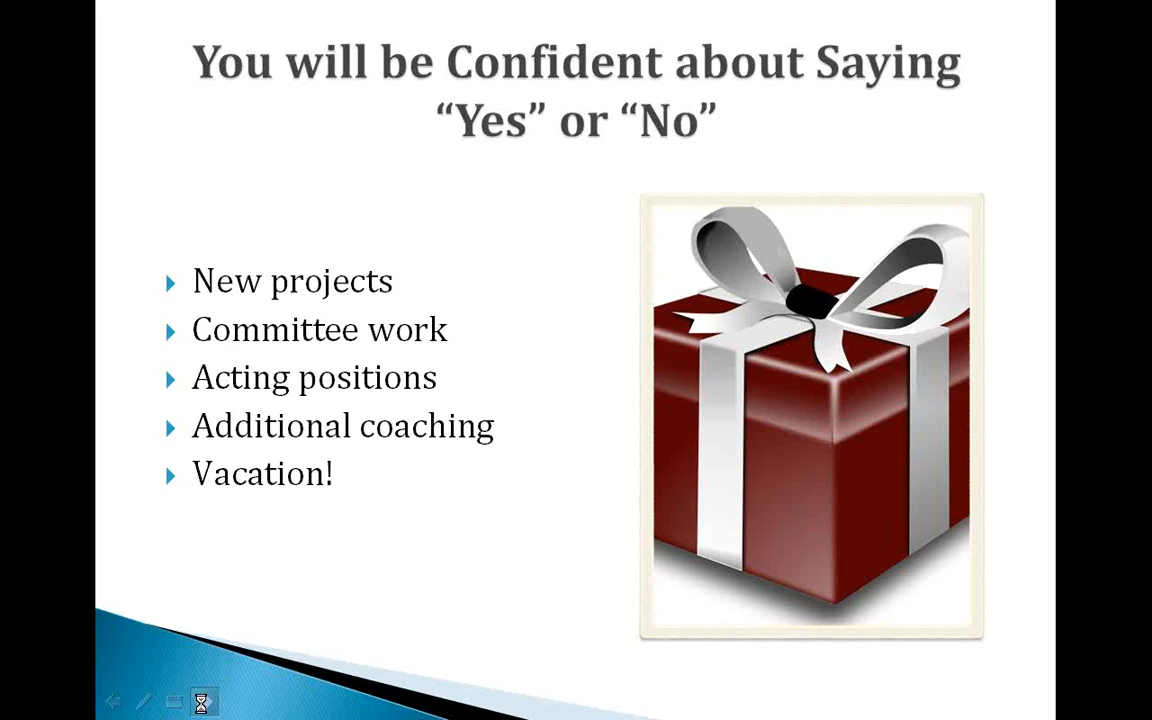 You will be Confident about Saying
“Yes” or “No”
New projects
Committee work
Acting positions
Additional coaching
Vacation!